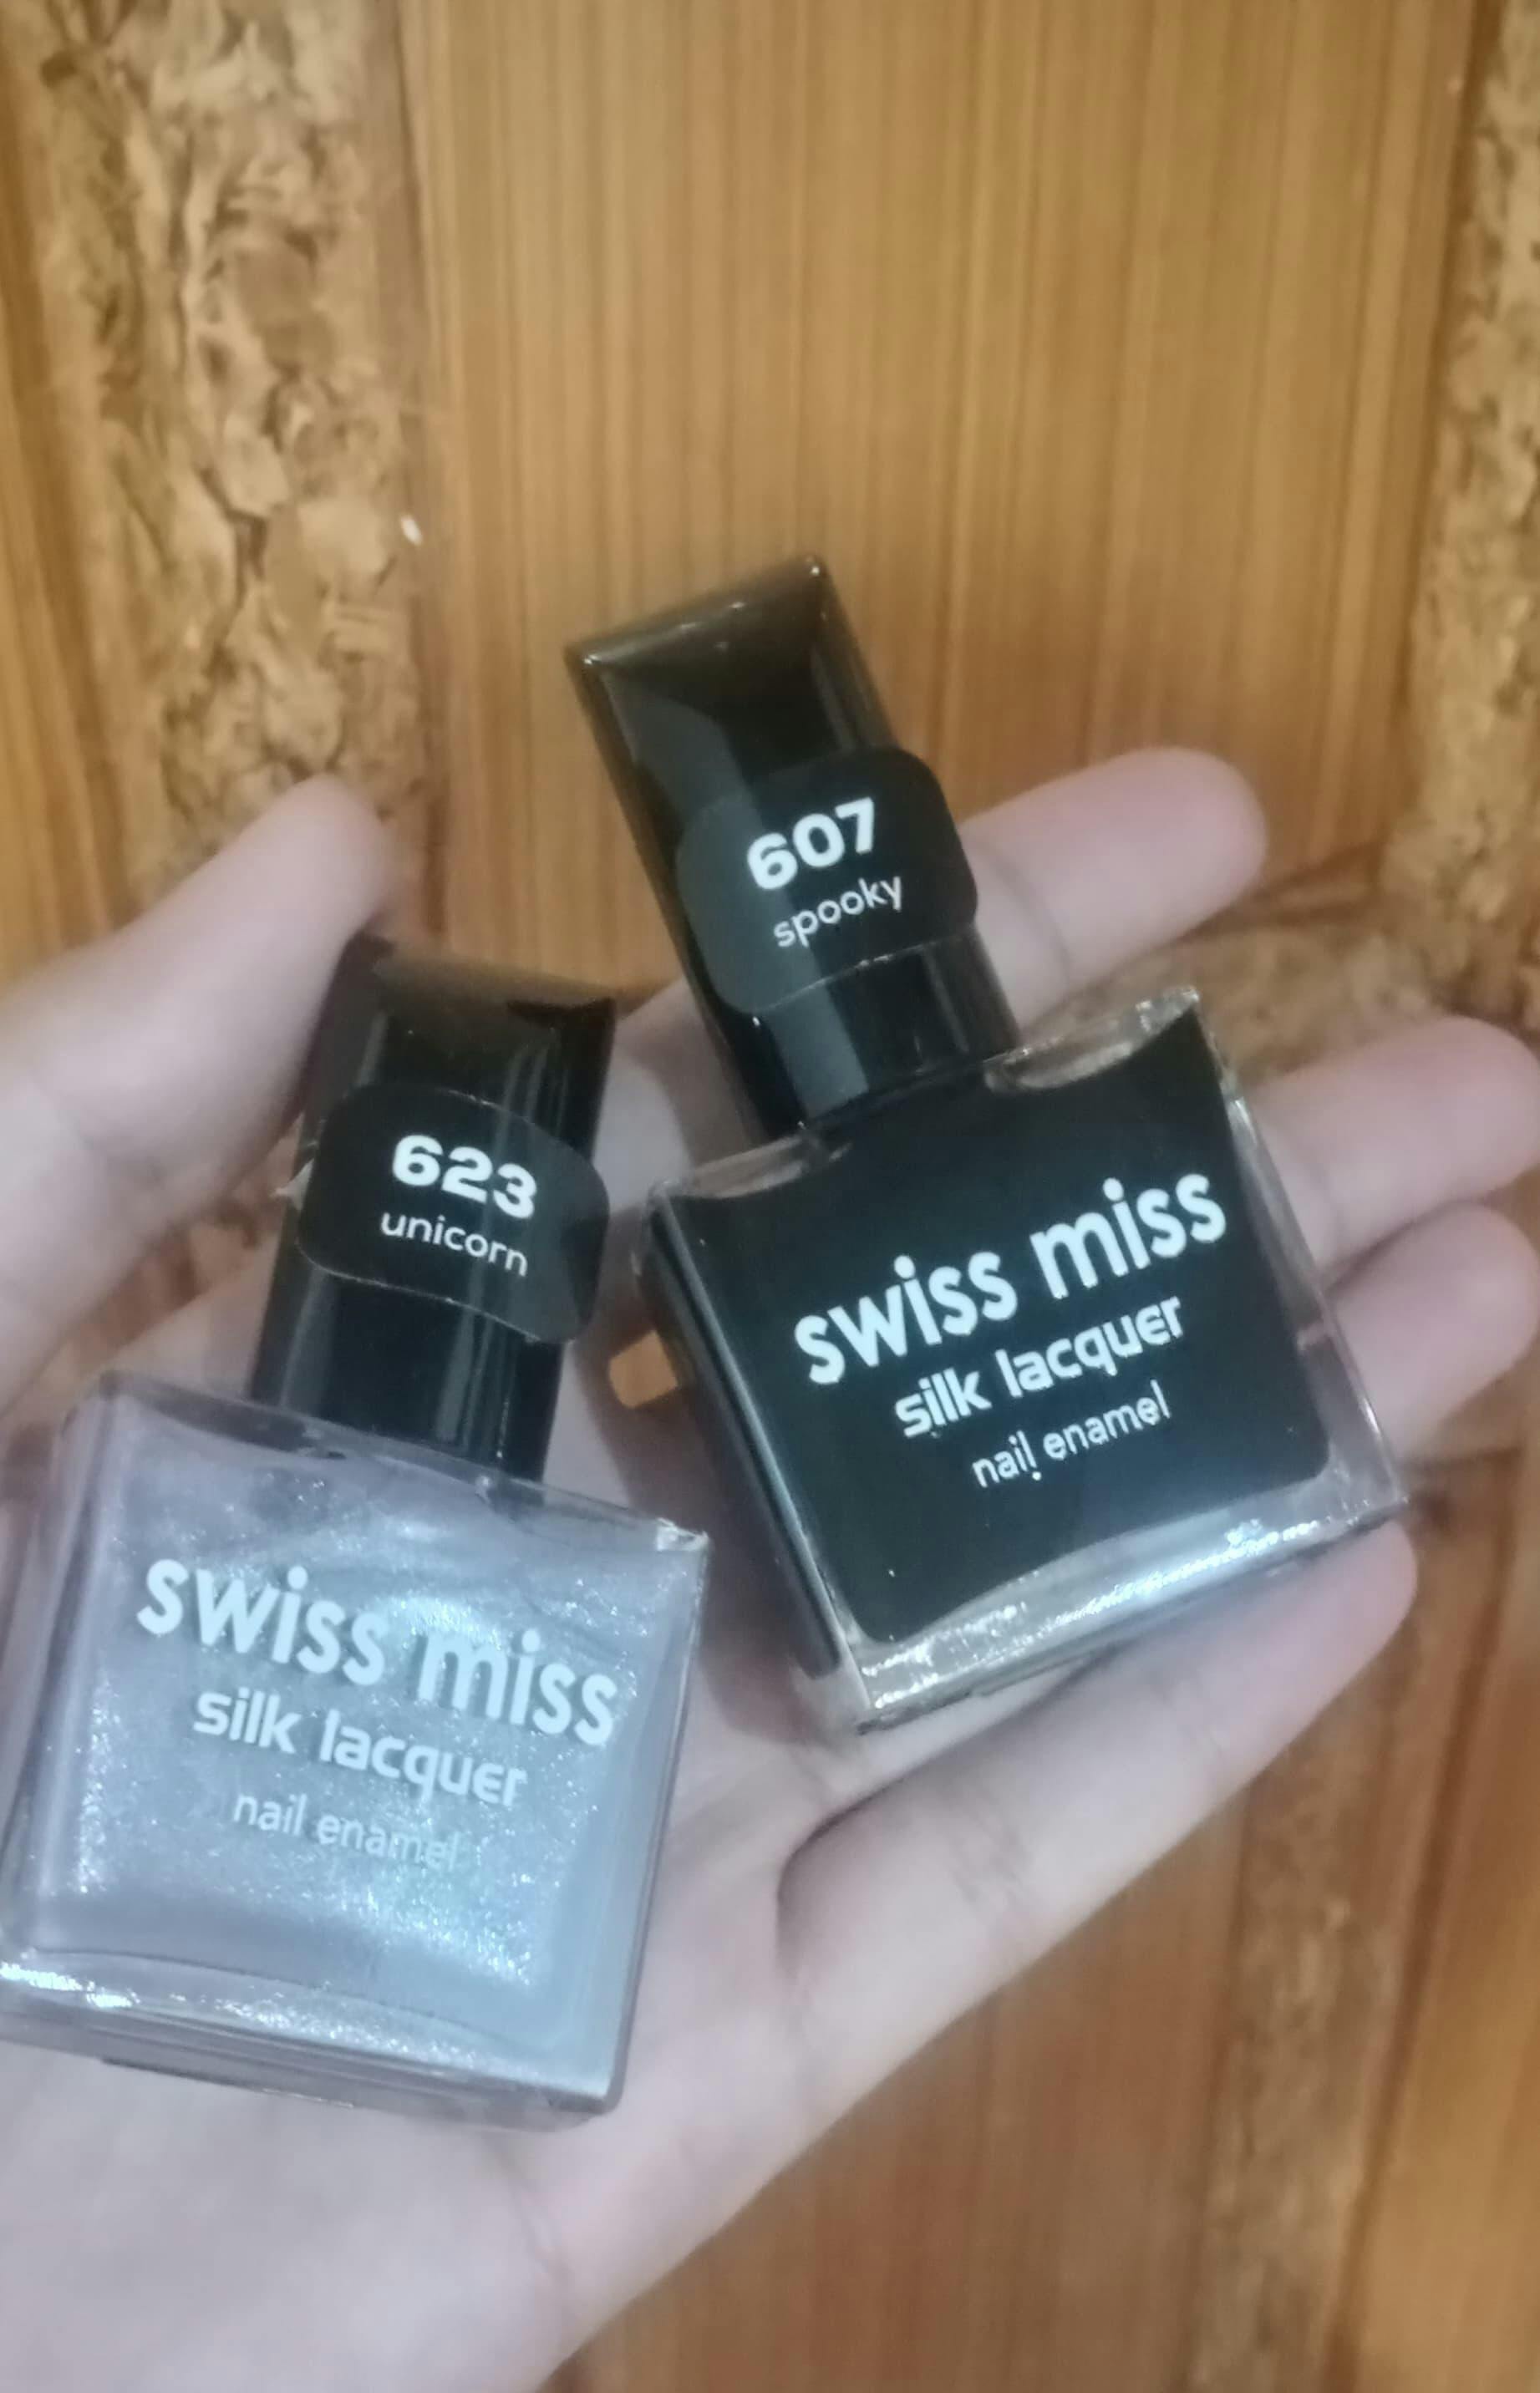 607
spooky
swiss miss
silk lacquer
nail enamel
623
unicorn
swiss miss
silk lacquer
nail enamel